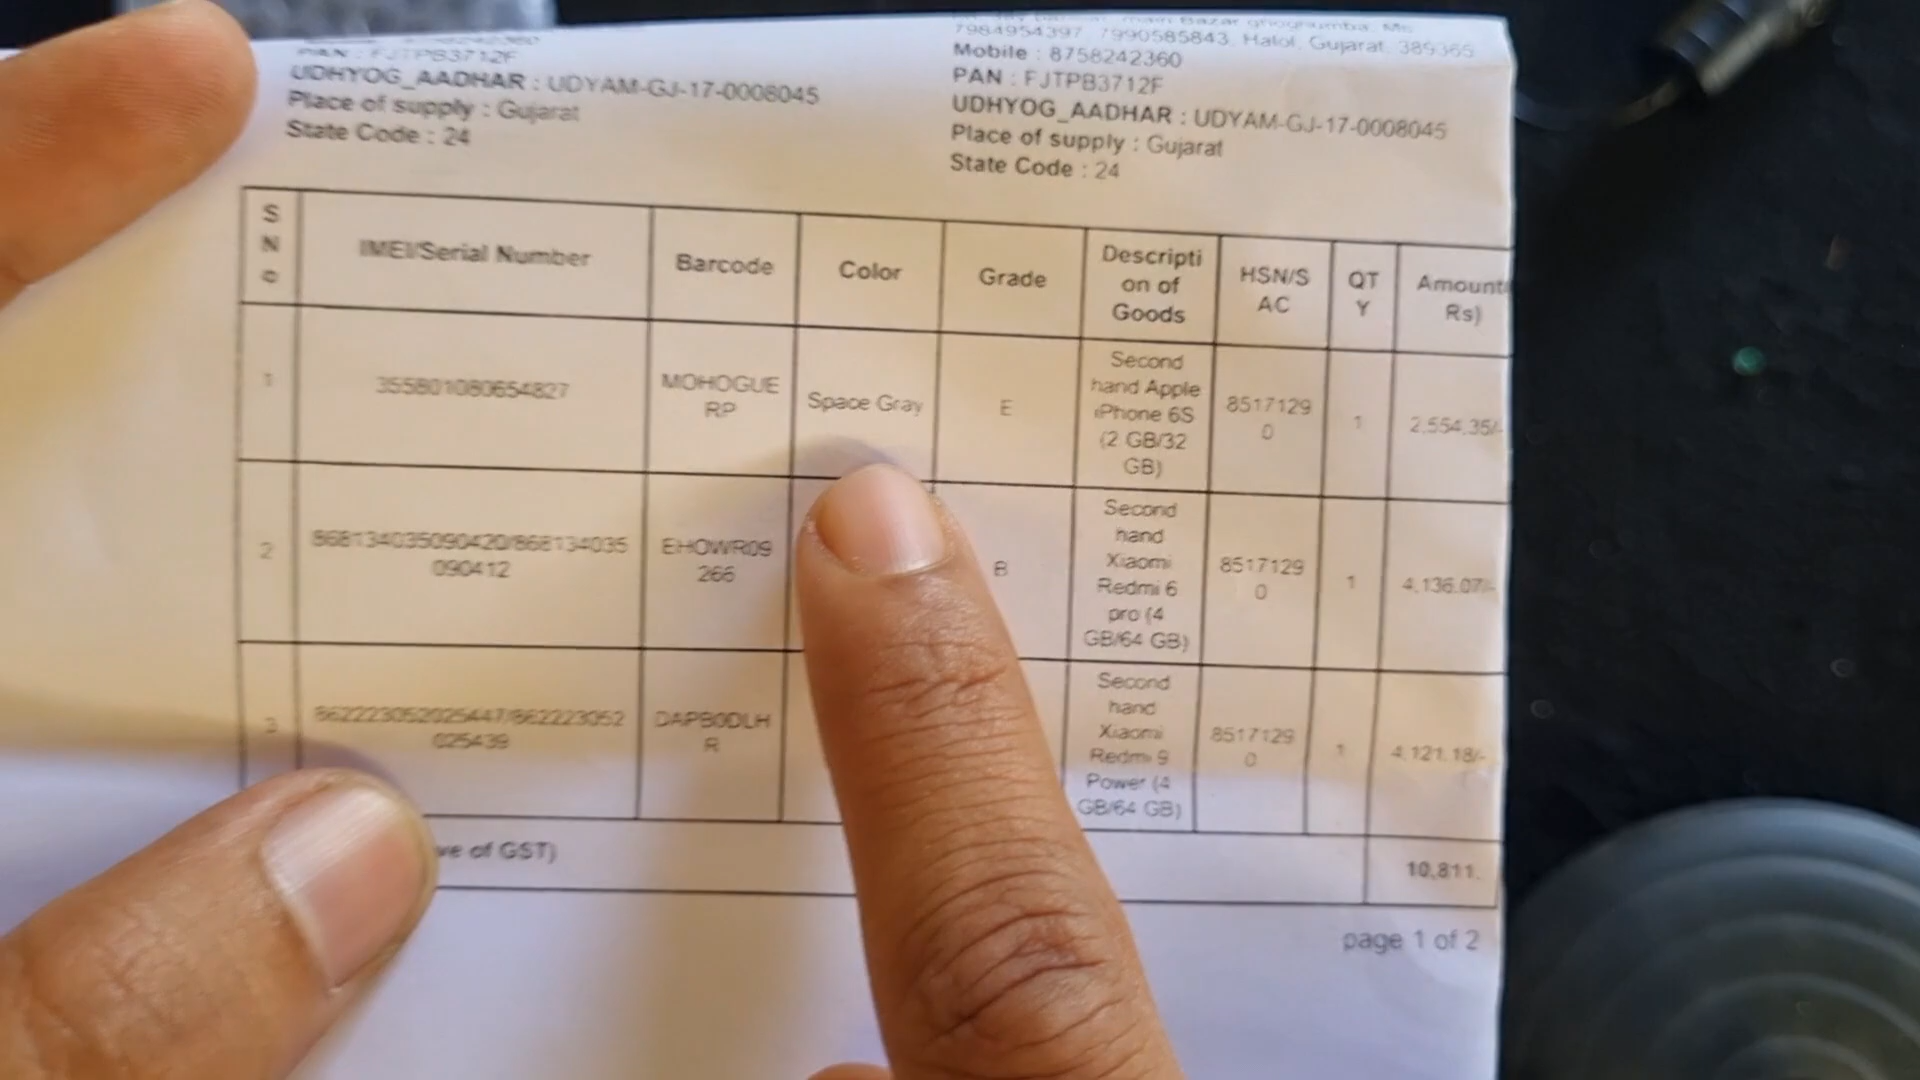 PAN : FJTPB3712F
UDHYOG_AADHAR : UDYAM-GJ-17-0008045
Place of supply : Gujarat
State Code : 24
7984954397, 7990585843, Halol, Gujarat, 389365
Mobile : 8758242360
PAN : FJTPB3712F
UDHYOG_AADHAR : UDYAM-GJ-17-0008045
Place of supply : Gujarat
State Code : 24
S
N
o
IMEI/Serial Number
Barcode
Color
Grade
Descripti
on of
Goods
HSN/S
AC
QT
Y
Amount(
Rs)
1
355801080654827
MOHOGUE
RP
Space Gray
E
Second
hand Apple
iPhone 6S
(2 GB/32
GB)
8517129
0
1
2,554.35/-
2
868134035090420/868134035
090412
EHOWR09
266
B
Second
hand
Xiaomi
Redmi 6
pro (4
GB/64 GB)
8517129
0
1
4,136.07/-
3
862223052025447/862223052
025439
DAPB0DLH
R
Second
hand
Xiaomi
Redmi 9
Power (4
GB/64 GB)
8517129
0
1
4,121.18/-
of GST)
10,811.
page 1 of 2